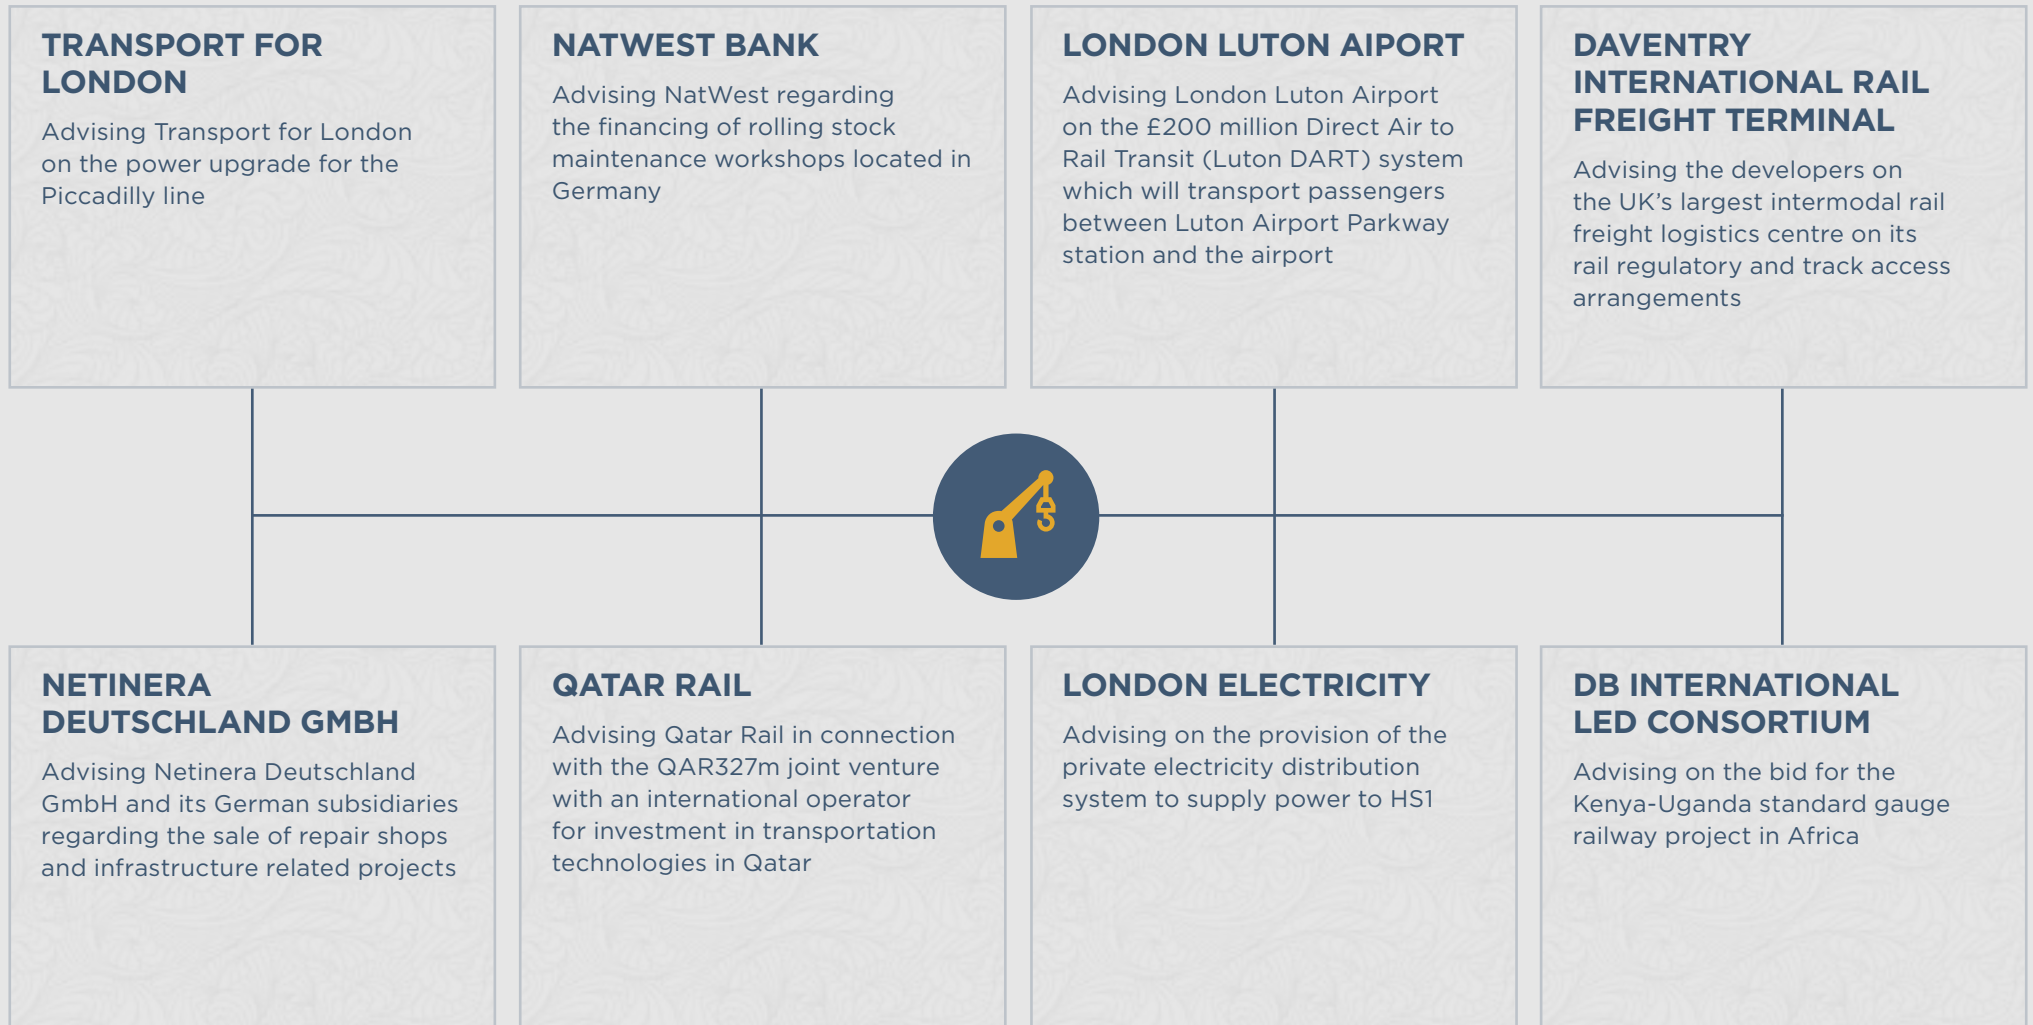 TRANSPORT FOR
LONDON
Advising Transport for London
on the power upgrade for the
Piccadilly line
NATWEST BANK
Advising NatWest regarding
the financing of rolling stock
maintenance workshops located in
Germany
LONDON LUTON AIPORT
Advising London Luton Airport
on the £200 million Direct Air to
Rail Transit (Luton DART) system
which will transport passengers
between Luton Airport Parkway
station and the airport
DAVENTRY
INTERNATIONAL RAIL
FREIGHT TERMINAL
Advising the developers on
the UK’s largest intermodal rail
freight logistics centre on its
rail regulatory and track access
arrangements
NETINERA
DEUTSCHLAND GMBH
Advising Netinera Deutschland
GmbH and its German subsidiaries
regarding the sale of repair shops
and infrastructure related projects
QATAR RAIL
Advising Qatar Rail in connection
with the QAR327m joint venture
with an international operator
for investment in transportation
technologies in Qatar
LONDON ELECTRICITY
Advising on the provision of the
private electricity distribution
system to supply power to HS1
DB INTERNATIONAL
LED CONSORTIUM
Advising on the bid for the
Kenya-Uganda standard gauge
railway project in Africa